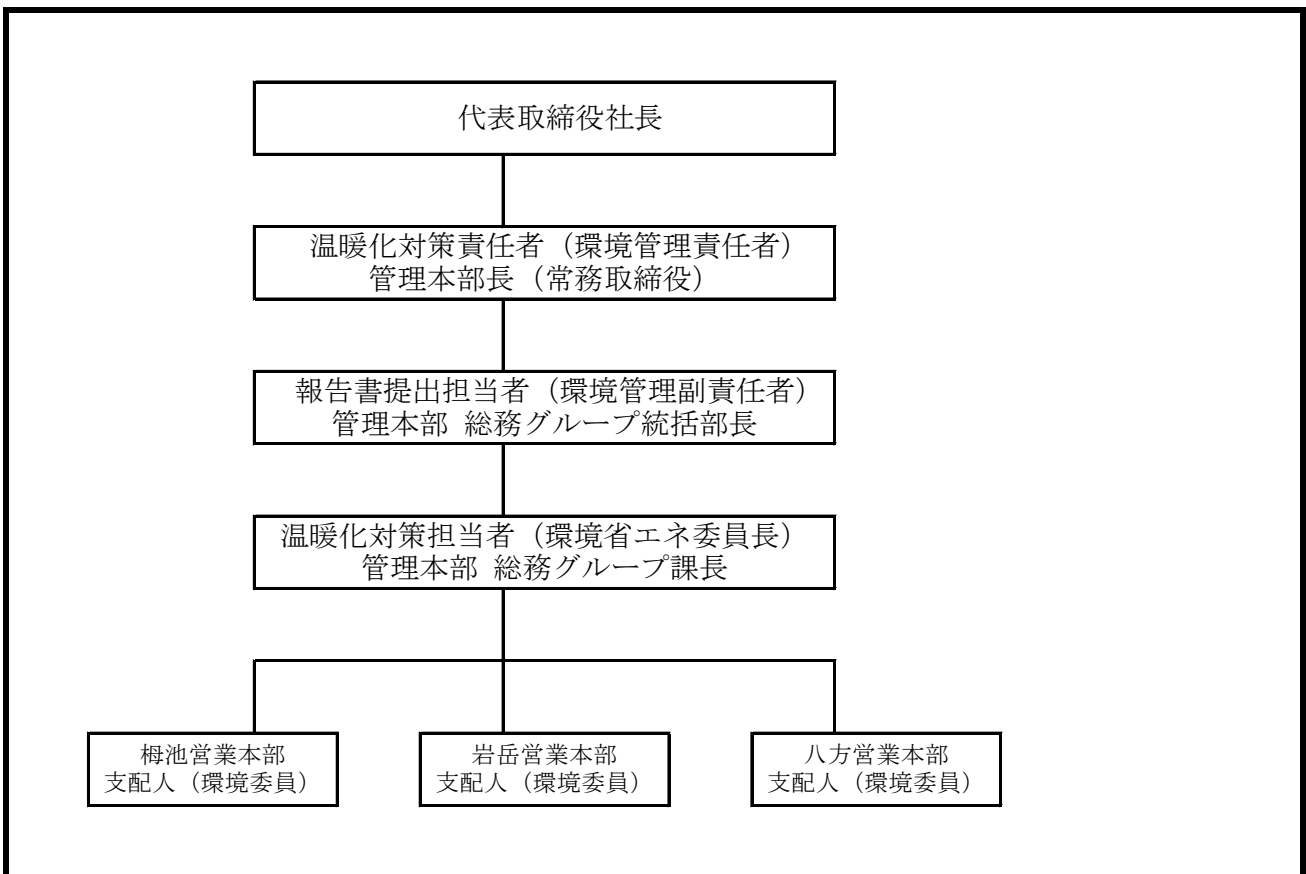 代表取締役社長
温暖化対策責任者（環境管理責任者）
管理本部長（常務取締役）
報告書提出担当者（環境管理副責任者）
管理本部 総務グループ統括部長
温暖化対策担当者（環境省エネ委員長）
管理本部 総務グループ課長
栂池営業本部
支配人（環境委員）
岩岳営業本部
支配人（環境委員）
八方営業本部
支配人（環境委員）